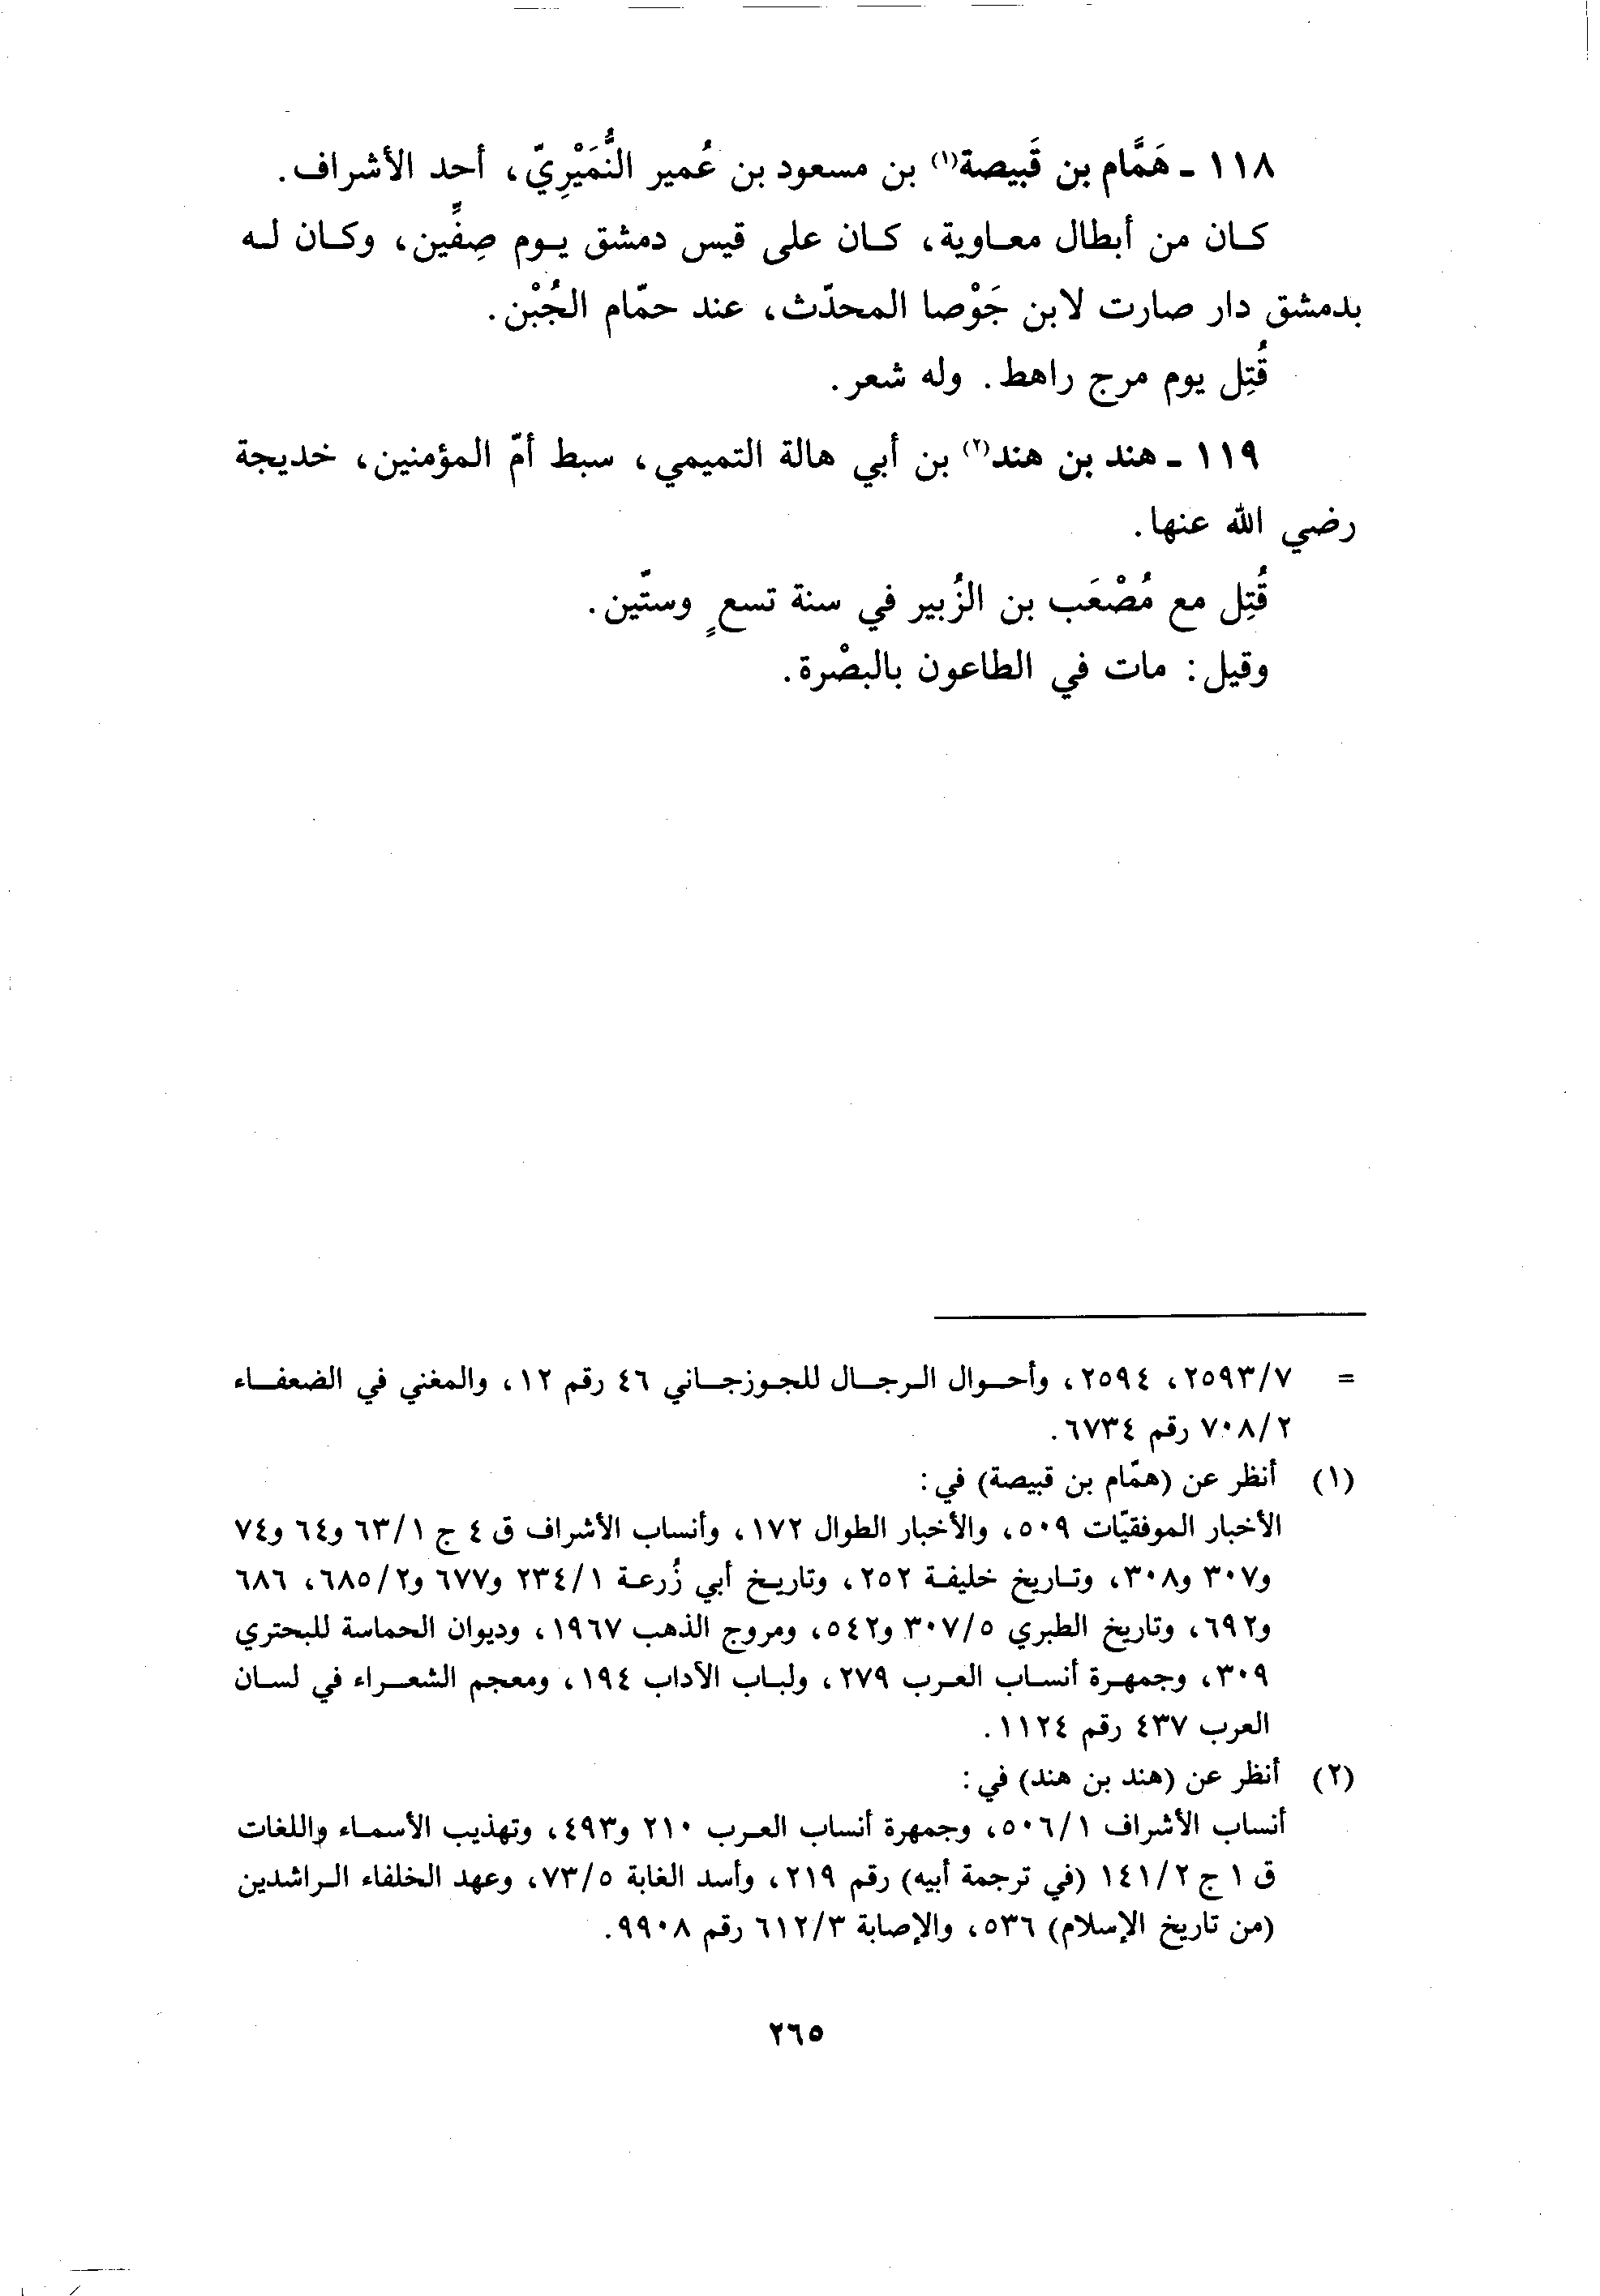 ١١٨ ـ هَمَّام بن قَبيصة(١) بن مسعود بن عُمير النُّمَيْرِيّ، أحد الأشراف.
كان من أبطال معاوية، كان على قيس دمشق يوم صِفِّين، وكان له
بدمشق دار صارت لابن جَوْصا المحدّث، عند حمّام الجُبْن.
قُتِل يوم مرج راهط. وله شعر.
١١٩ ـ هند بن هند(٢) بن أبي هالة التميمي، سبط أمّ المؤمنين، خديجة
رضي الله عنها.
قُتِل مع مُصْعَب بن الزُبير في سنة تسعٍ وستّين.
وقيل: مات في الطاعون بالبصْرة.
= ٢٥٩٣/٧، ٢٥٩٤، وأحوال الرجال للجوزجاني ٤٦ رقم ١٢، والمغني في الضعفاء
٧٠٨/٢ رقم ٦٧٣٤.
(١) أنظر عن (همّام بن قبيصة) في:
الأخبار الموفقيّات ٥٠٩، والأخبار الطوال ١٧٢، وأنساب الأشراف ق ٤ ج ٦٣/١ و٦٤ و٧٤
و٣٠٧ و٣٠٨، وتاريخ خليفة ٢٥٢، وتاريخ أبي زُرعة ٢٣٤/١ و٦٧٧ و٦٨٥/٢، ٦٨٦
و٦٩٢، وتاريخ الطبري ٣٠٧/٥ و٥٤٢، ومروج الذهب ١٩٦٧، وديوان الحماسة للبحتري
٣٠٩، وجمهرة أنساب العرب ٢٧٩، ولباب الآداب ١٩٤، ومعجم الشعراء في لسان
العرب ٤٣٧ رقم ١١٢٤.
(٢) أنظر عن (هند بن هند) في:
أنساب الأشراف ٥٠٦/١، وجمهرة أنساب العرب ٢١٠ و٤٩٣، وتهذيب الأسماء واللغات
ق ١ ج ١٤١/٢ (في ترجمة أبيه) رقم ٢١٩، وأسد الغابة ٧٣/٥، وعهد الخلفاء الراشدين
(من تاريخ الإسلام) ٥٣٦، والإصابة ٦١٢/٣ رقم ٩٩٠٨.
٢٦٥